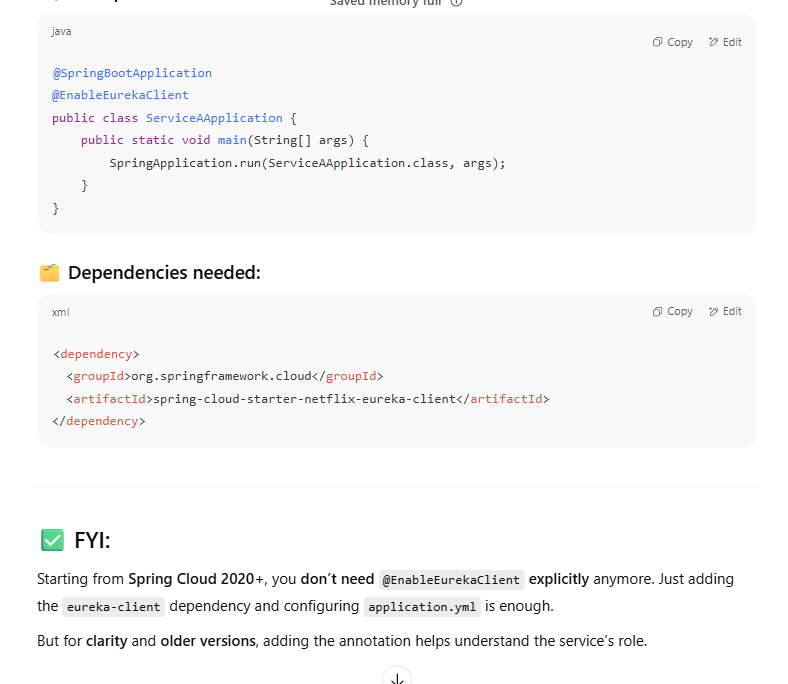 Saved memory full
java
Copy Edit
@SpringBootApplication
@EnableEurekaClient
public class ServiceAApplication {
    public static void main(String[] args) {
        SpringApplication.run(ServiceAApplication.class, args);
    }
}
Dependencies needed:
xml
Copy Edit
<dependency>
  <groupId>org.springframework.cloud</groupId>
  <artifactId>spring-cloud-starter-netflix-eureka-client</artifactId>
</dependency>
FYI:
Starting from Spring Cloud 2020+, you don’t need @EnableEurekaClient explicitly anymore. Just adding
the eureka-client dependency and configuring application.yml is enough.
But for clarity and older versions, adding the annotation helps understand the service's role.